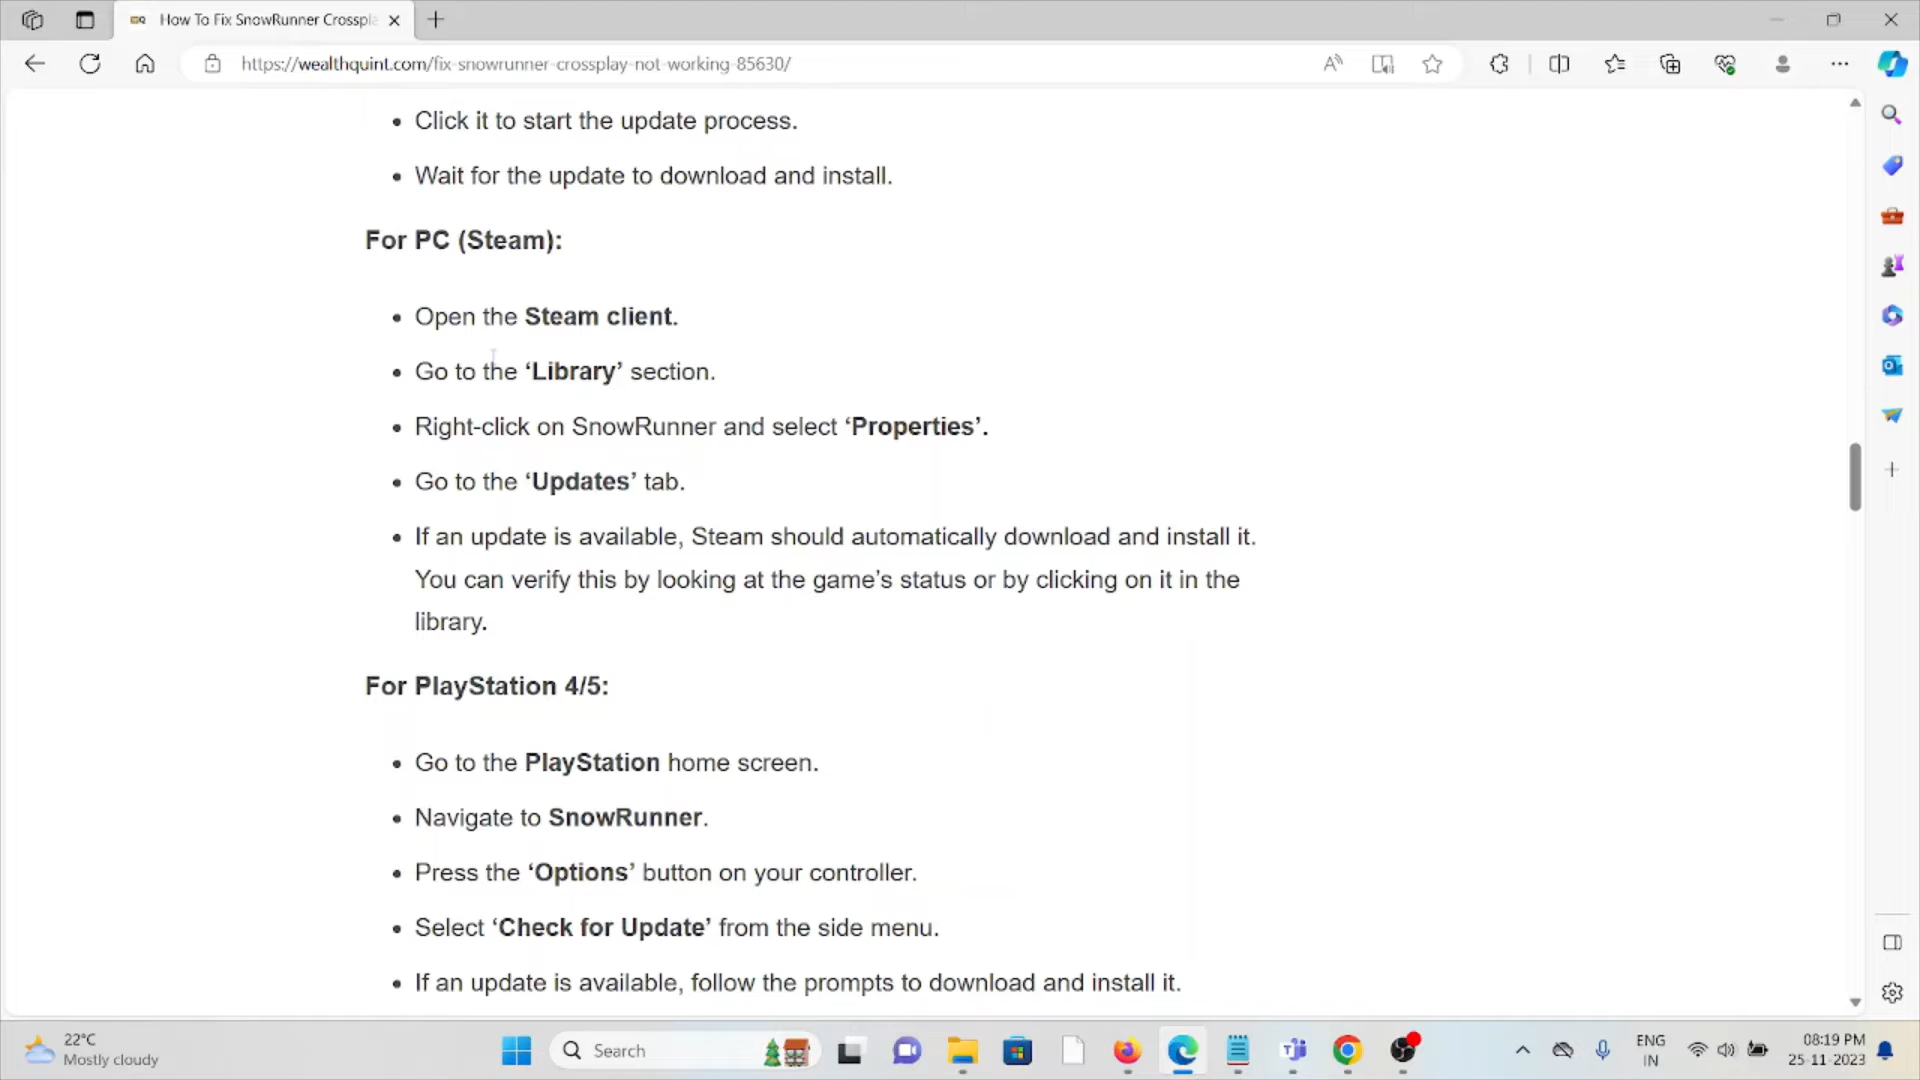 How To Fix SnowRunner Crosspla
https://wealthquint.com/fix-snowrunner-crossplay-not-working-85630/
• Click it to start the update process.
• Wait for the update to download and install.
For PC (Steam):
• Open the Steam client.
• Go to the ‘Library’ section.
• Right-click on SnowRunner and select ‘Properties’.
• Go to the ‘Updates’ tab.
• If an update is available, Steam should automatically download and install it.
You can verify this by looking at the game’s status or by clicking on it in the
library.
For PlayStation 4/5:
• Go to the PlayStation home screen.
• Navigate to SnowRunner.
• Press the ‘Options’ button on your controller.
• Select ‘Check for Update’ from the side menu.
• If an update is available, follow the prompts to download and install it.
22°C
Mostly cloudy
Search
ENG
IN
08:19 PM
25-11-2023